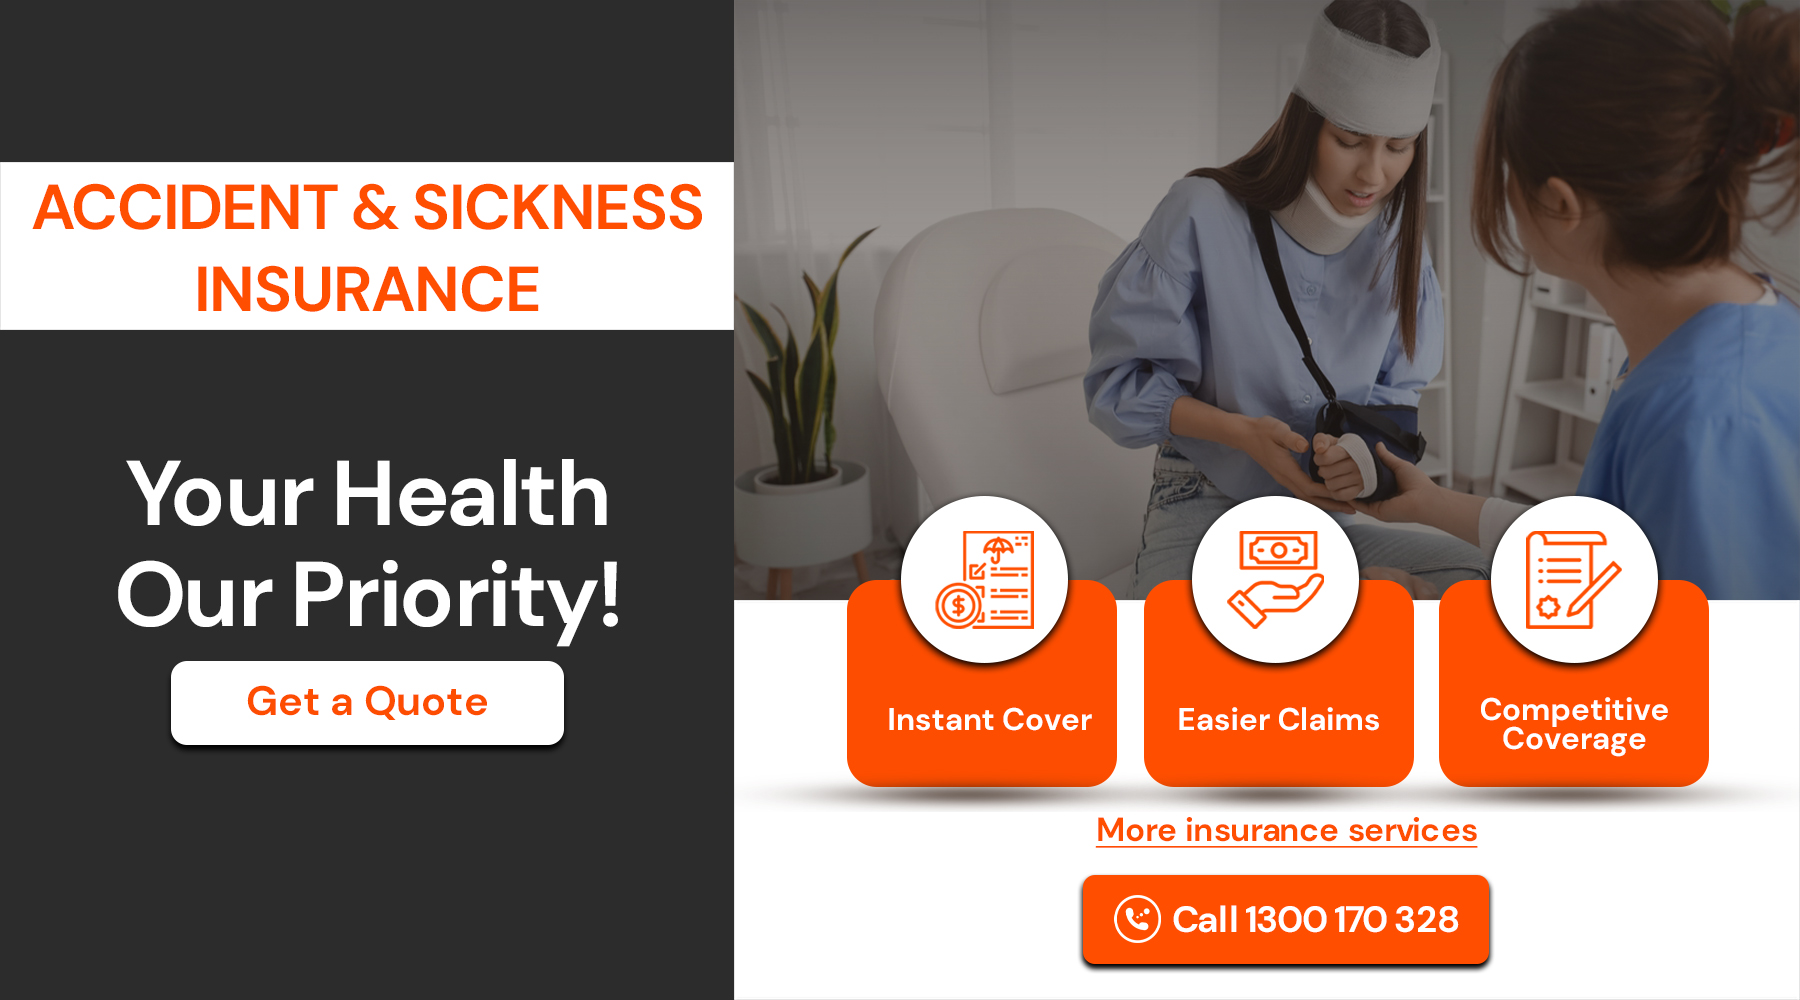 ACCIDENT & SICKNESS
INSURANCE
Your Health
Our Priority!
Get a Quote
Instant Cover
Easier Claims
Competitive
Coverage
More insurance services
Call 1300 170 328